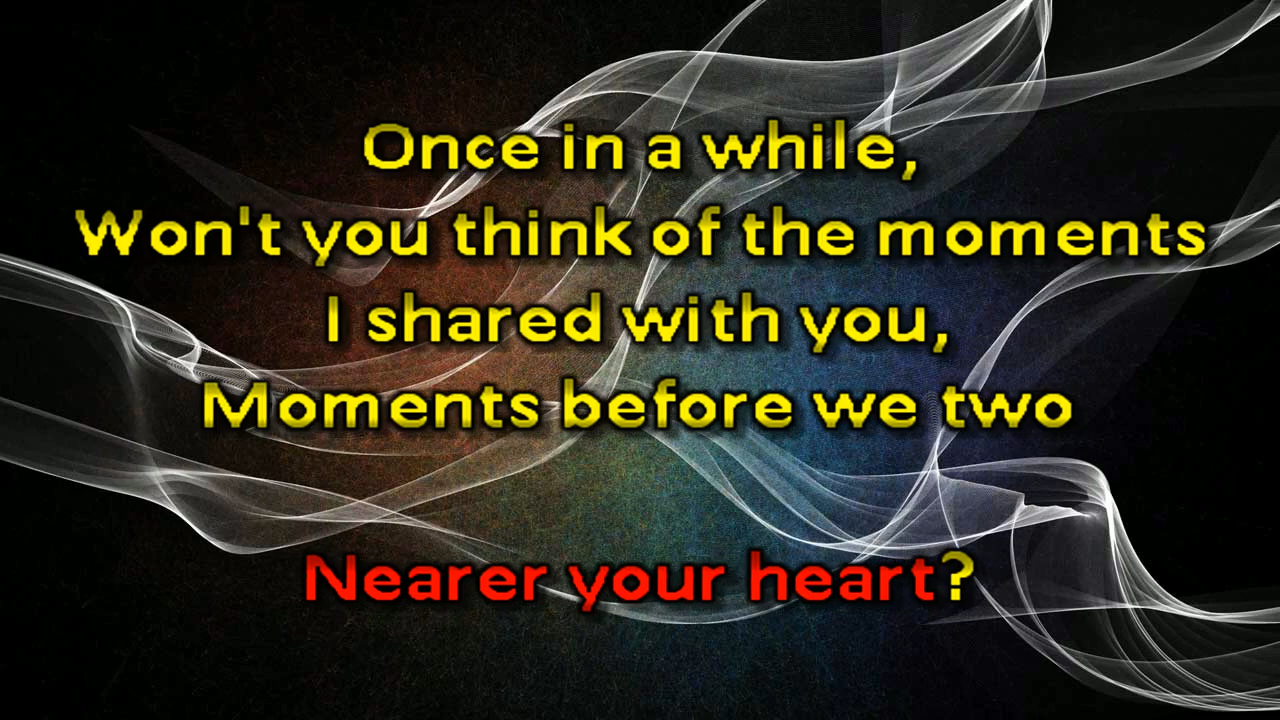 Once in a while,
Won't you think of the moments
I shared with you,
Moments before we two
Nearer your heart?